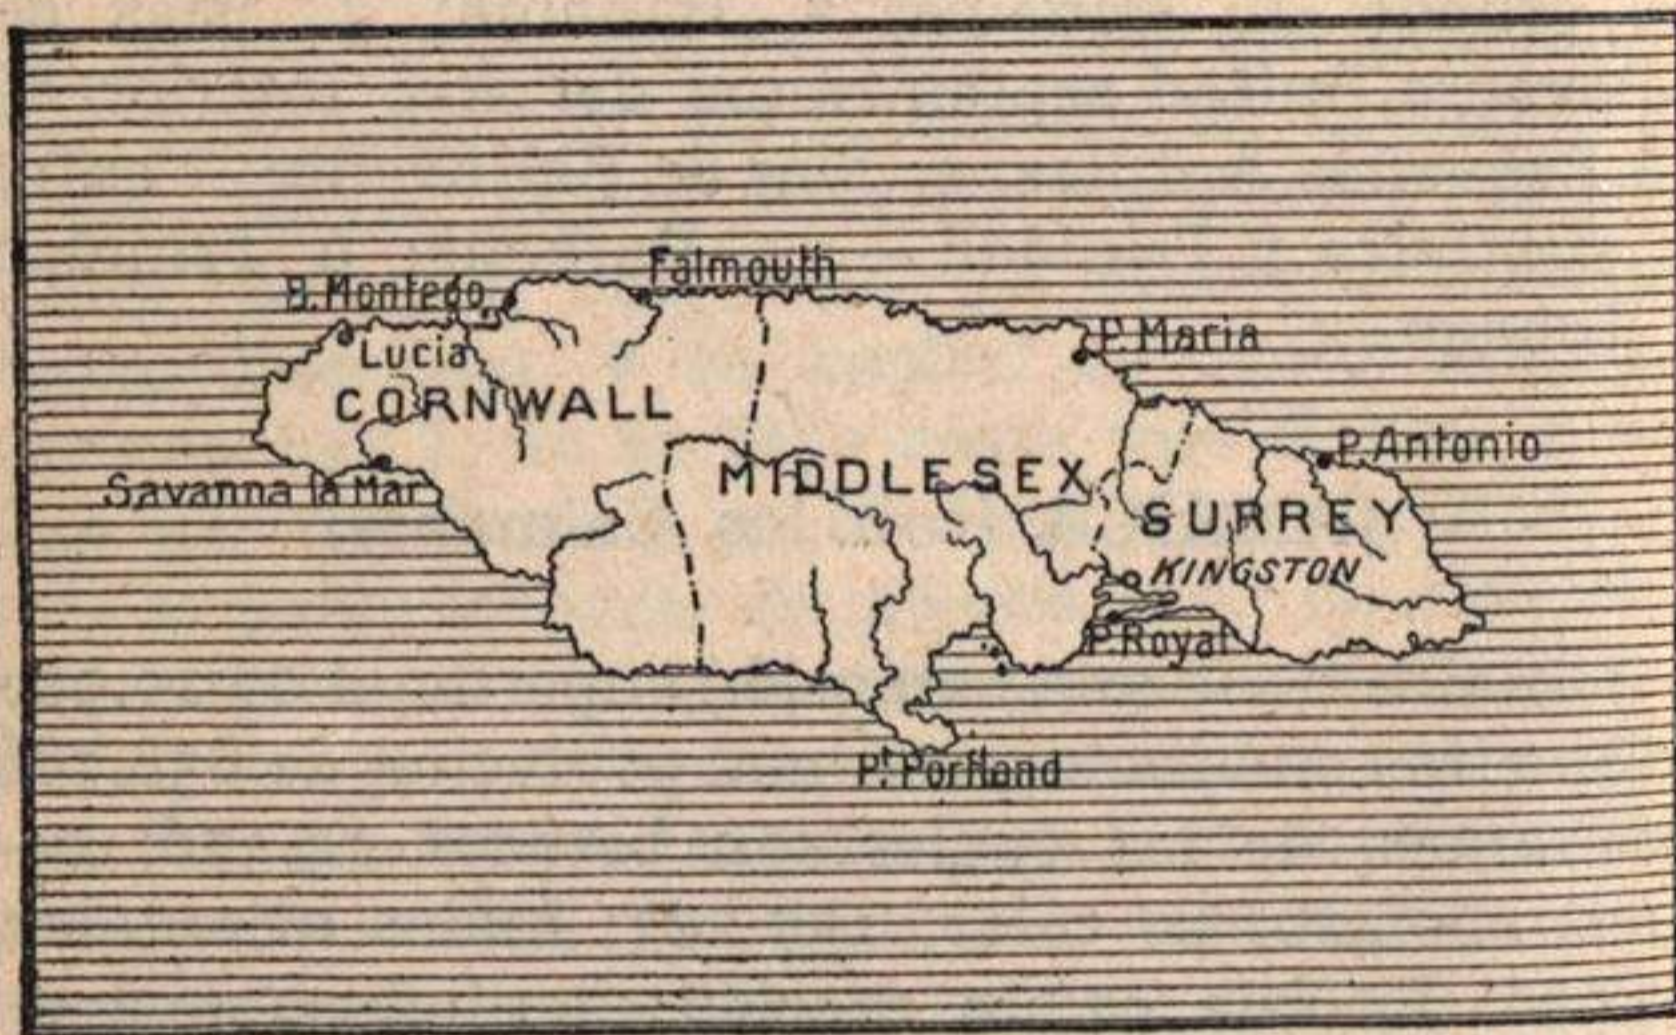 Falmouth
B. Montego
P. Maria
Lucia
CORNWALL
P. Antonio
MIDDLESEX
Savanna la Mar
SURREY
KINGSTON
P. Royal
Pt. Portland